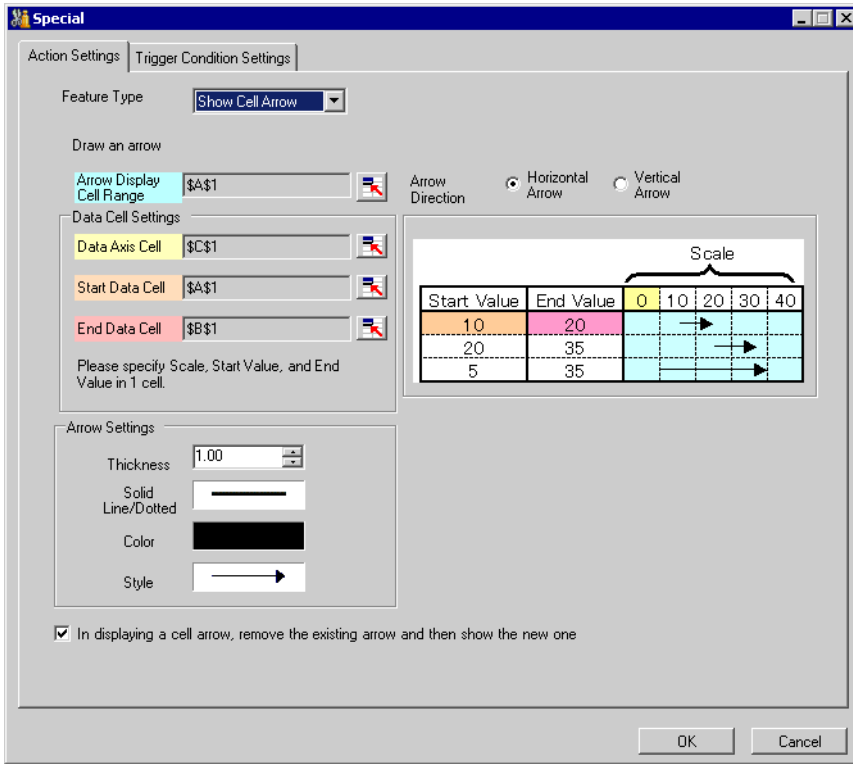 Special
Action Settings
Trigger Condition Settings
Feature Type
Show Cell Arrow
Draw an arrow
Arrow Display
Cell Range
$A$1
Arrow
Direction
Horizontal
Arrow
Vertical
Arrow
Data Cell Settings
Data Axis Cell
$C$1
Start Data Cell
$A$1
End Data Cell
$B$1
Please specify Scale, Start Value, and End
Value in 1 cell.
Scale
Start Value End Value 0 10 20 30 40
10 20
20 35
5 35
Arrow Settings
Thickness
1.00
Solid
Line/Dotted
Color
Style
In displaying a cell arrow, remove the existing arrow and then show the new one
OK
Cancel